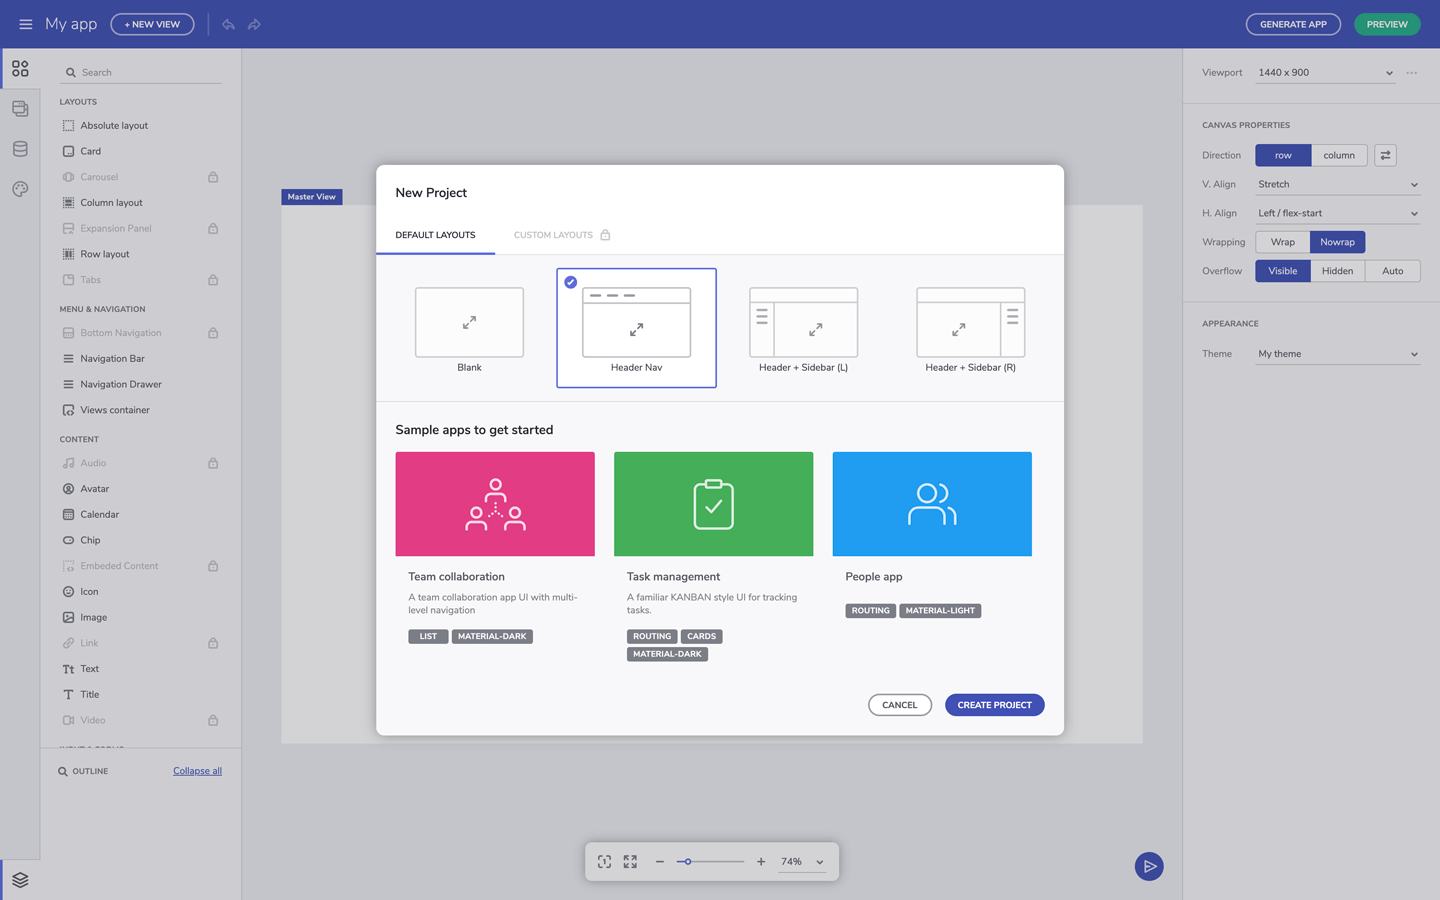 My app
+ NEW VIEW
GENERATE APP
PREVIEW
Search
LAYOUTS
Absolute layout
Card
Carousel
Column layout
Expansion Panel
Row layout
Tabs
MENU & NAVIGATION
Bottom Navigation
Navigation Bar
Navigation Drawer
Views container
CONTENT
Audio
Avatar
Calendar
Chip
Embeded Content
Icon
Image
Link
Text
Title
Video
OUTLINE
Collapse all
Master View
New Project
DEFAULT LAYOUTS
CUSTOM LAYOUTS
Blank
Header Nav
Header + Sidebar (L)
Header + Sidebar (R)
Sample apps to get started
Team collaboration
A team collaboration app UI with multi-
level navigation
LIST
MATERIAL-DARK
Task management
A familiar KANBAN style UI for tracking
tasks.
ROUTING
CARDS
MATERIAL-DARK
People app
ROUTING
MATERIAL-LIGHT
CANCEL
CREATE PROJECT
74%
Viewport
1440 x 900
CANVAS PROPERTIES
Direction
row
column
V. Align
Stretch
H. Align
Left / flex-start
Wrapping
Wrap
Nowrap
Overflow
Visible
Hidden
Auto
APPEARANCE
Theme
My theme